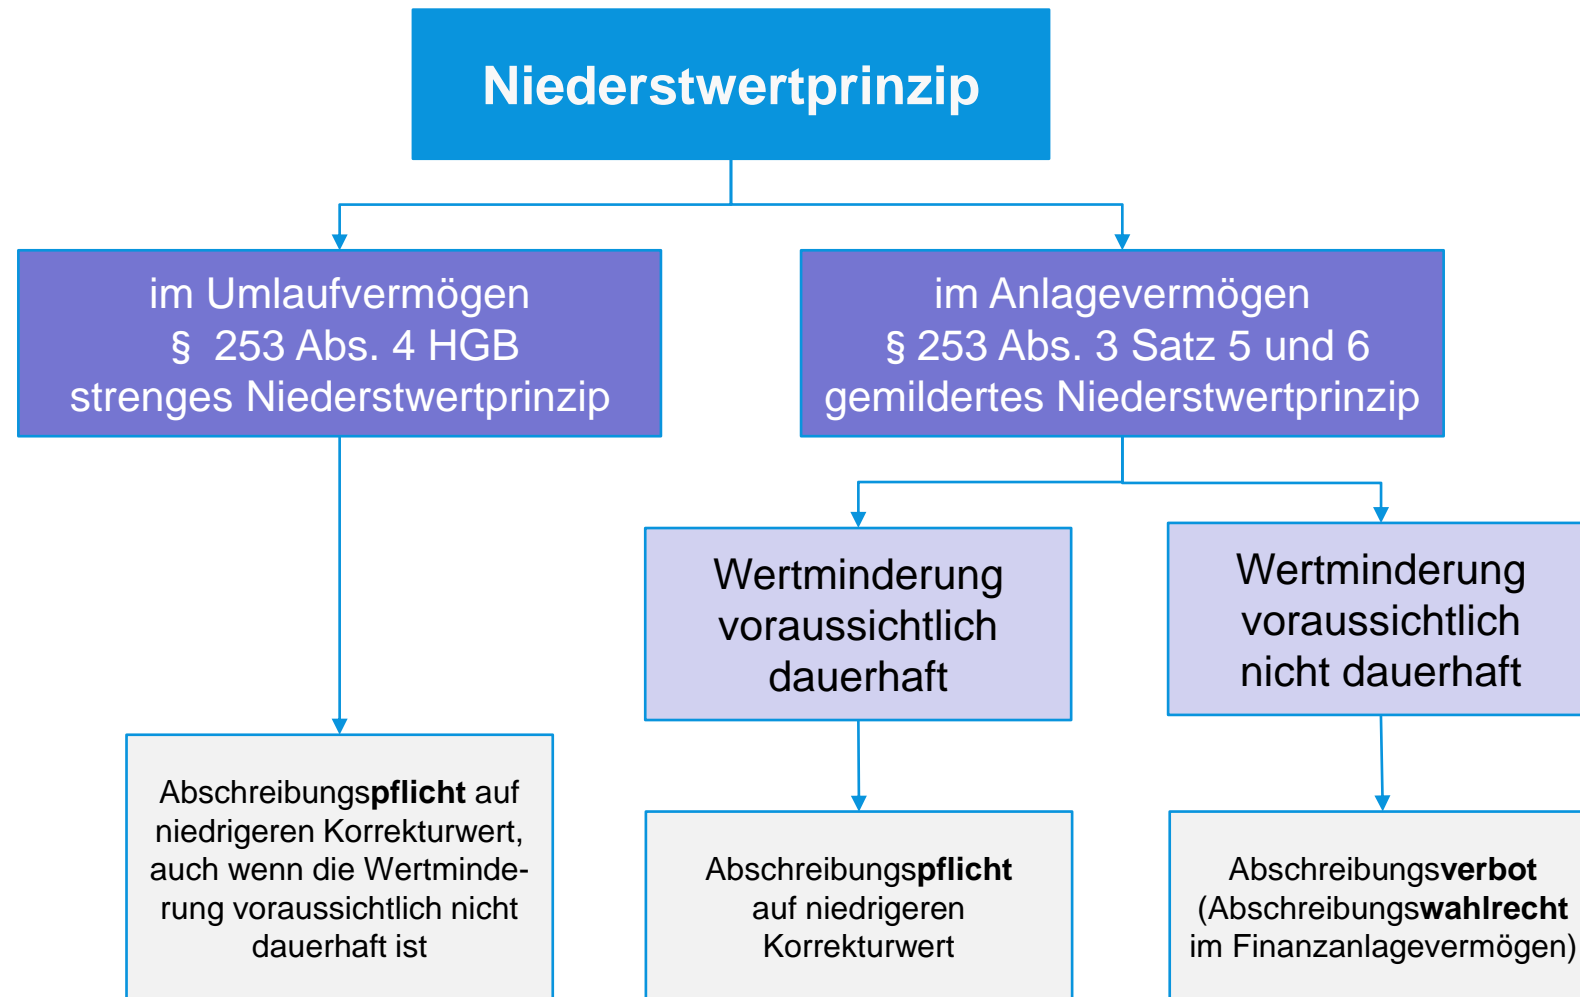 Niederstwertprinzip
im Umlaufvermögen
§ 253 Abs. 4 HGB
strenges Niederstwertprinzip
im Anlagevermögen
§ 253 Abs. 3 Satz 5 und 6
gemildertes Niederstwertprinzip
Wertminderung
voraussichtlich
dauerhaft
Wertminderung
voraussichtlich
nicht dauerhaft
Abschreibungspflicht auf
niedrigeren Korrekturwert,
auch wenn die Wertminde-
rung voraussichtlich nicht
dauerhaft ist
Abschreibungspflicht
auf niedrigeren
Korrekturwert
Abschreibungsverbot
(Abschreibungswahlrecht
im Finanzanlagevermögen)